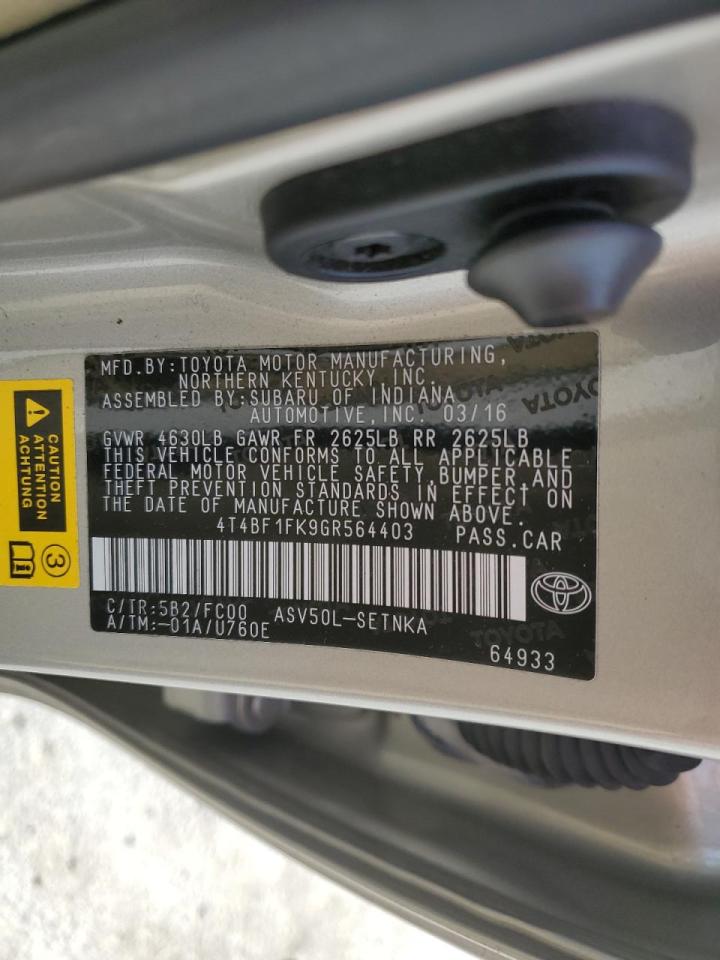 MFD.BY:TOYOTA MOTOR MANUFACTURING,
NORTHERN KENTUCKY,INC.
ASSEMBLED BY:SUBARU OF INDIANA
AUTOMOTIVE,INC. 03/16
GVWR 4630LB GAWR FR 2625LB RR 2625LB
THIS VEHICLE CONFORMS TO ALL APPLICABLE
FEDERAL MOTOR VEHICLE SAFETY,BUMPER,AND
THEFT PREVENTION STANDARDS IN EFFECT ON
THE DATE OF MANUFACTURE SHOWN ABOVE.
4T4BF1FK9GR564403 PASS.CAR
C/TR:5B2/FC00 ASV50L-SETNKA
A/TM:-01A/U760E
64933
CAUTION
ATTENTION
ACHTUNG
3
TOYOTA
TOYOTA
TOYOTA